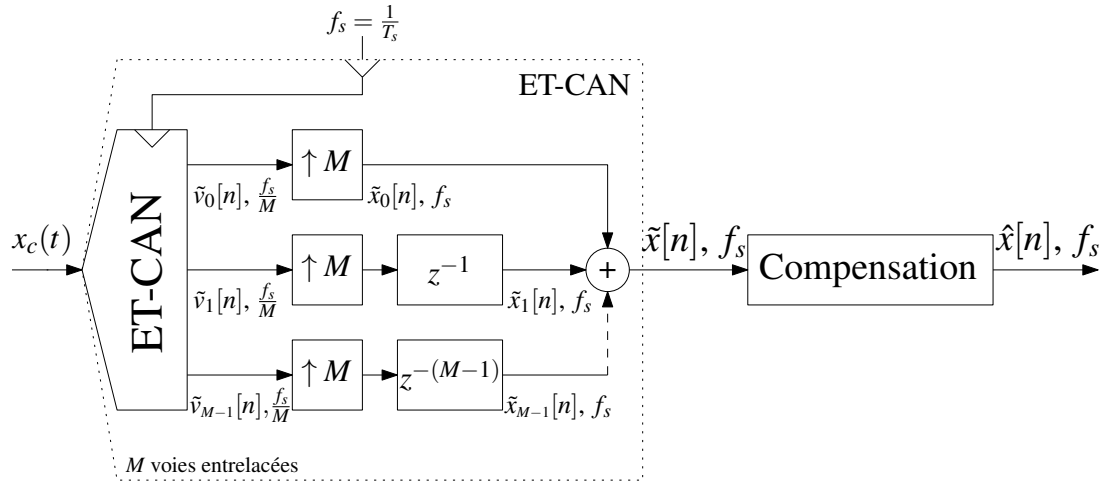 f_s = 1/T_s
ET-CAN
ET-CAN
x_c(t)
↑ M
ṽ_0[n], f_s/M
x̃_0[n], f_s
↑ M
z^{-1}
ṽ_1[n], f_s/M
x̃_1[n], f_s
↑ M
z^{-(M-1)}
ṽ_{M-1}[n], f_s/M
x̃_{M-1}[n], f_s
+
x̃[n], f_s
Compensation
x̂[n], f_s
M voies entrelacées